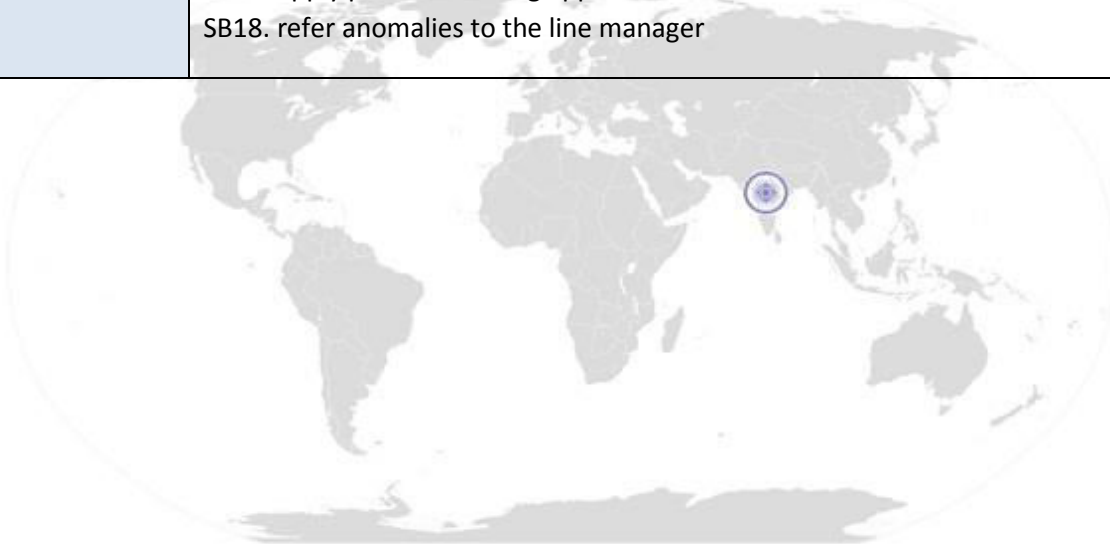 SB18. refer anomalies to the line manager